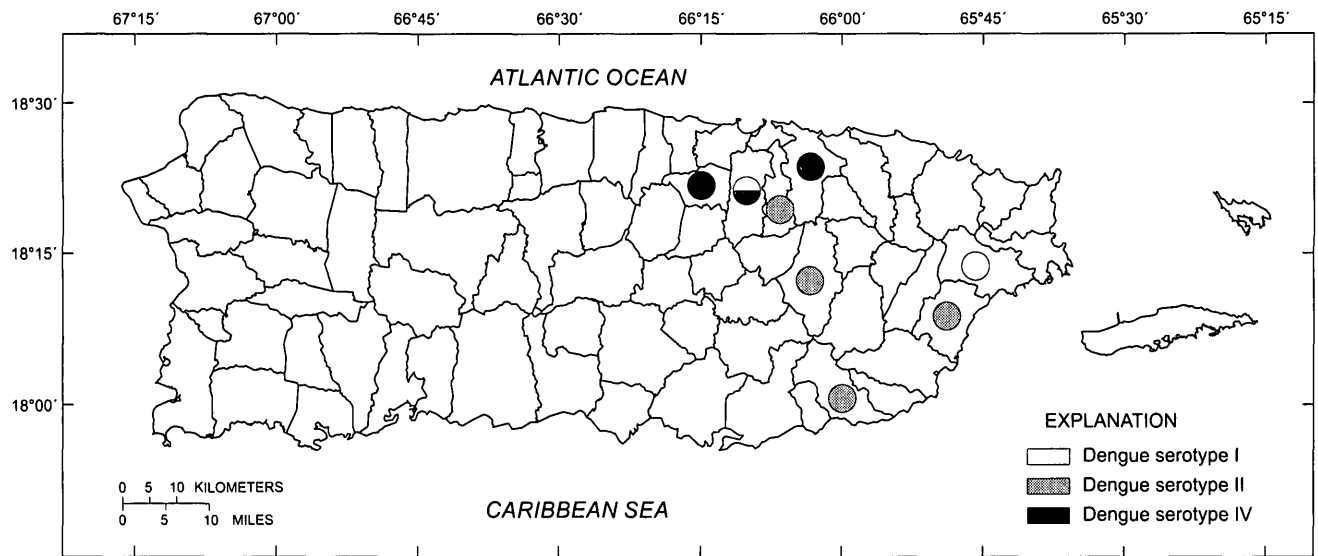 67°15´ 67°00´ 66°45´ 66°30´ 66°15´ 66°00´ 65°45´ 65°30´ 65°15´
ATLANTIC OCEAN
18°30´
18°15´
18°00´
EXPLANATION
Dengue serotype I
Dengue serotype II
Dengue serotype IV
0 5 10 KILOMETERS
0 5 10 MILES
CARIBBEAN SEA